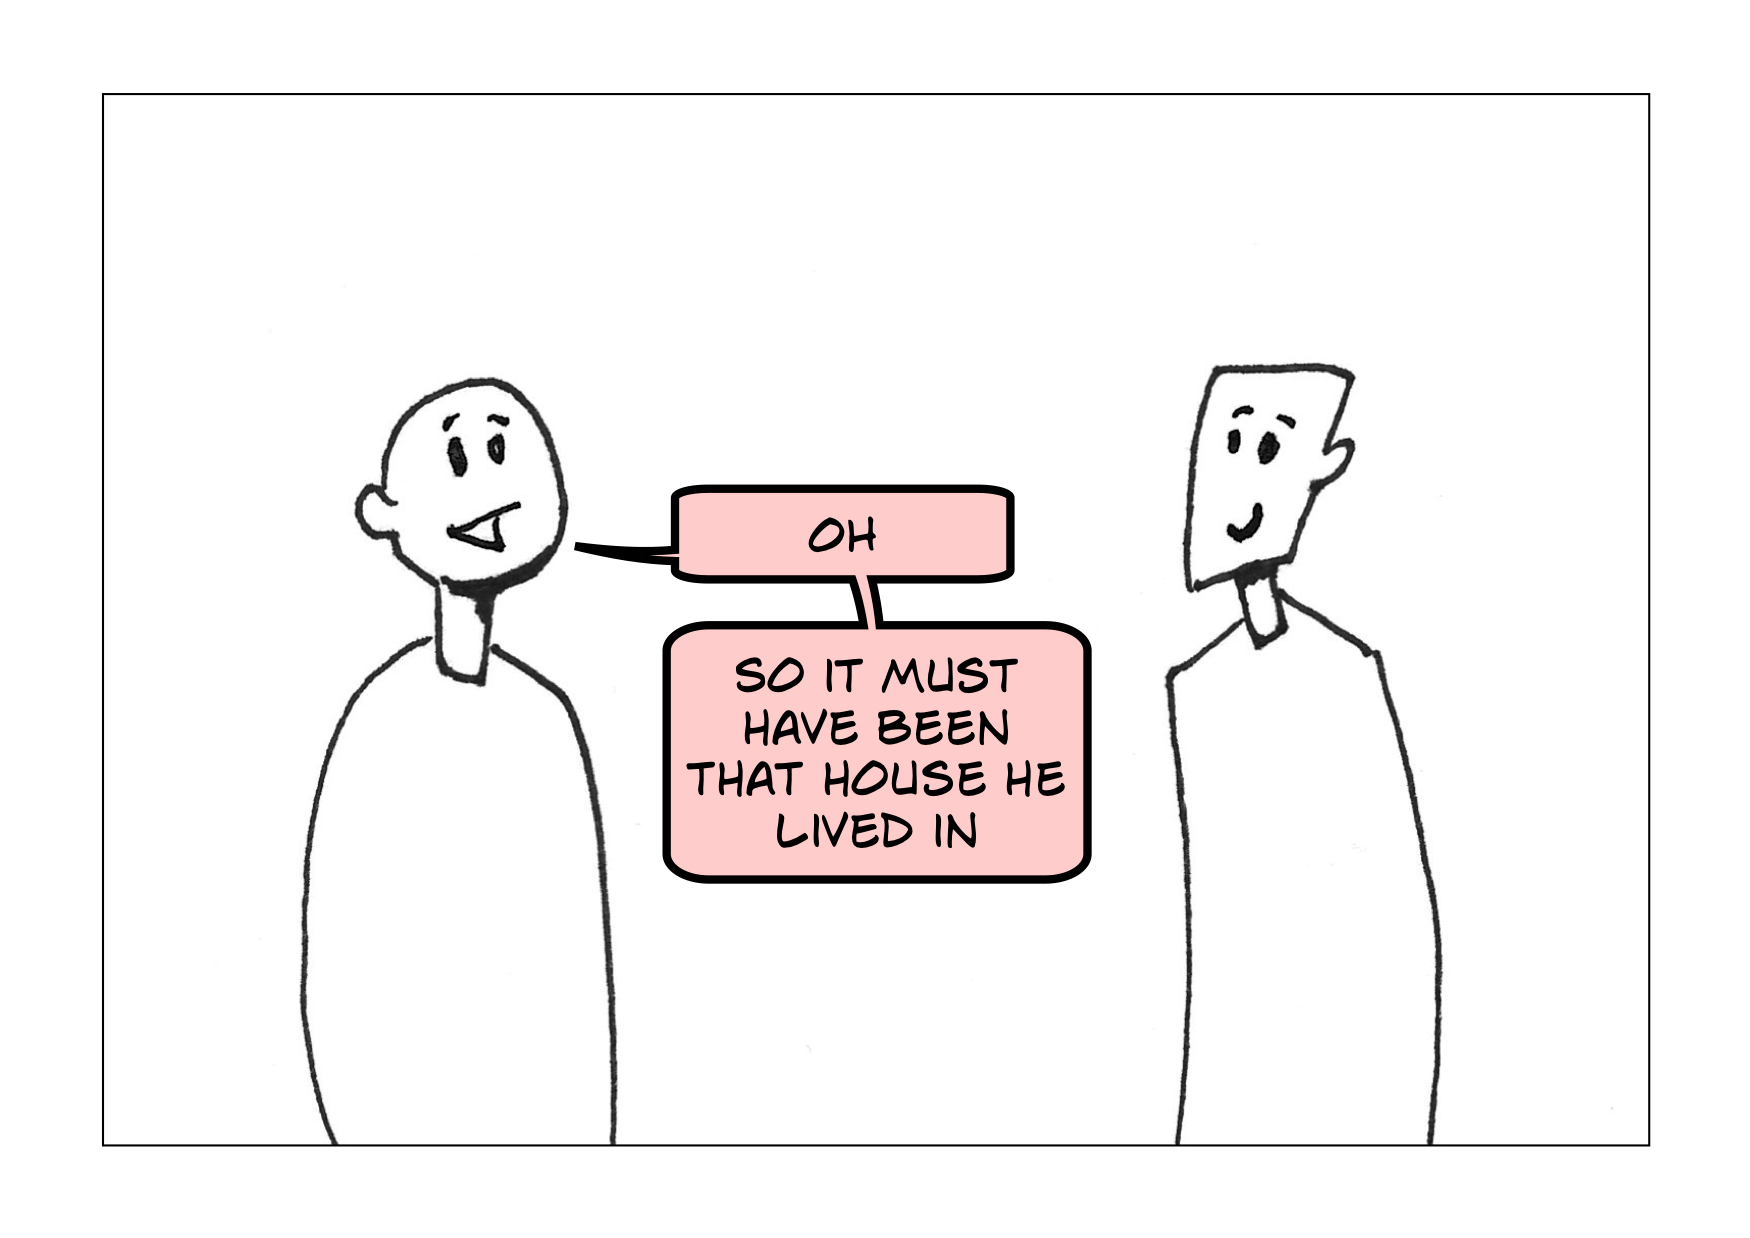 OH
SO IT MUST
HAVE BEEN
THAT HOUSE HE
LIVED IN